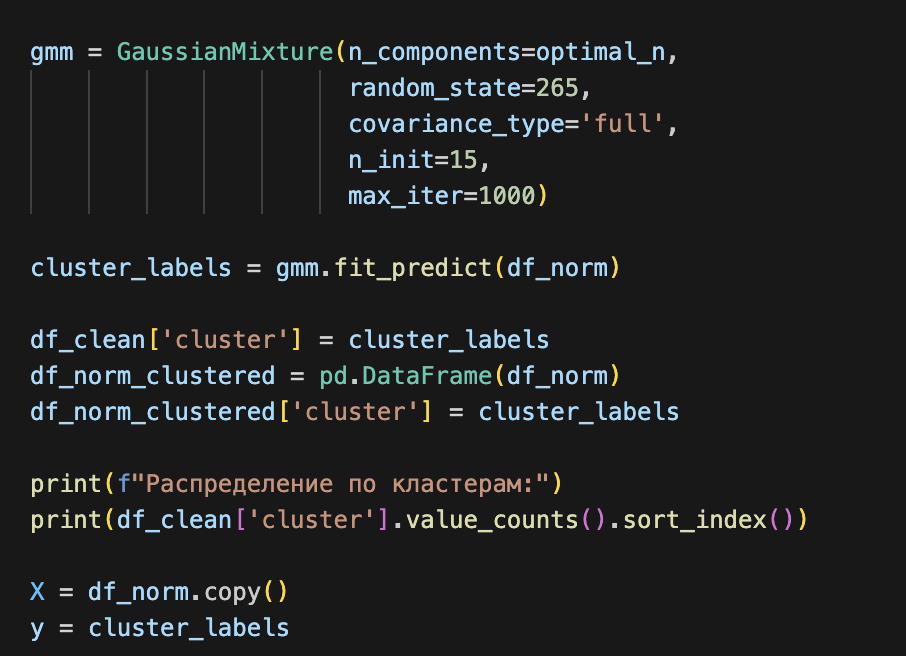 gmm = GaussianMixture(n_components=optimal_n,
random_state=265,
covariance_type='full',
n_init=15,
max_iter=1000)
cluster_labels = gmm.fit_predict(df_norm)
df_clean['cluster'] = cluster_labels
df_norm_clustered = pd.DataFrame(df_norm)
df_norm_clustered['cluster'] = cluster_labels
print(f"Распределение по кластерам:")
print(df_clean['cluster'].value_counts().sort_index())
X = df_norm.copy()
y = cluster_labels